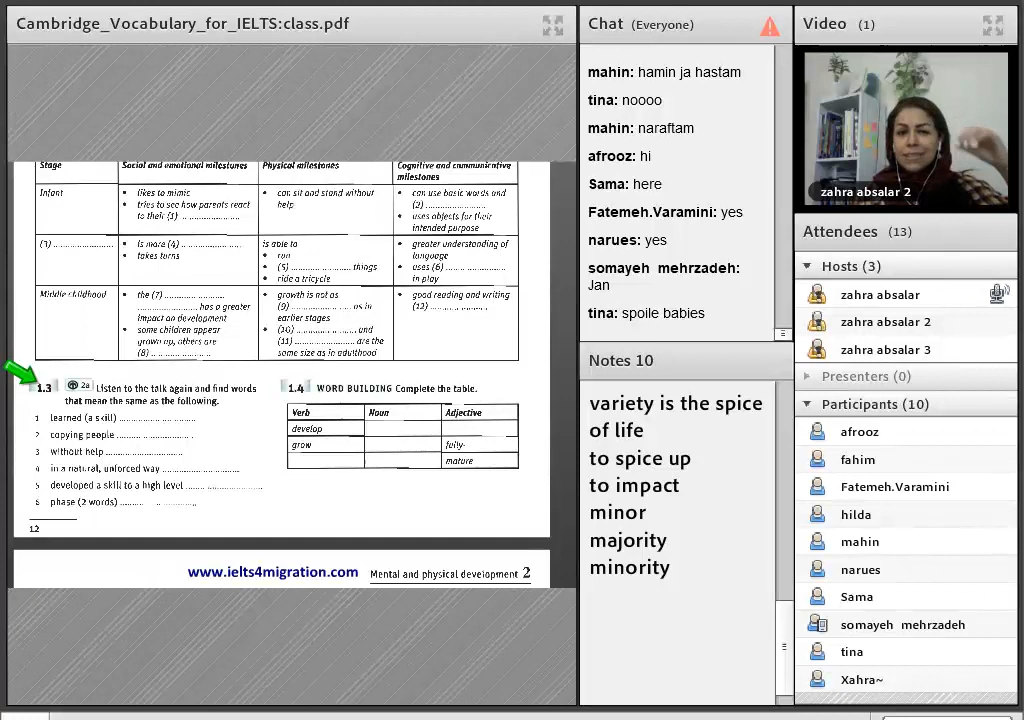 Cambridge_Vocabulary_for_IELTS:class.pdf
Stage Social and emotional milestones Physical milestones Cognitive and communicative milestones
Infant
• likes to mimic
• tries to see how parents react to their (1) ....................
• can sit and stand without help
• can use basic words and (2) ....................
• uses objects for their intended purpose
(3) ....................
• is more (4) ....................
• takes turns
is able to
• run
• (5) .................... things
• ride a tricycle
• greater understanding of language
• uses (6) .................... in play
Middle childhood
• the (7) .................... .................... has a greater impact on development
• some children appear grown up, others are (8) ....................
• growth is not as (9) .................... as in earlier stages
• (10) .................... and (11) .................... are the same size as in adulthood
• good reading and writing (12) ....................
1.3 2a Listen to the talk again and find words
that mean the same as the following.
1 learned (a skill) ....................
2 copying people ....................
3 without help ....................
4 in a natural, unforced way ....................
5 developed a skill to a high level ....................
6 phase (2 words) .................... ....................
12
1.4 WORD BUILDING Complete the table.
Verb Noun Adjective
develop
grow fully-
mature
www.ielts4migration.com Mental and physical development 2
Chat (Everyone)
mahin: hamin ja hastam
tina: noooo
mahin: naraftam
afrooz: hi
Sama: here
Fatemeh.Varamini: yes
narues: yes
somayeh mehrzadeh:
Jan
tina: spoile babies
Notes 10
variety is the spice
of life
to spice up
to impact
minor
majority
minority
Video (1)
zahra absalar 2
Attendees (13)
Hosts (3)
zahra absalar
zahra absalar 2
zahra absalar 3
Presenters (0)
Participants (10)
afrooz
fahim
Fatemeh.Varamini
hilda
mahin
narues
Sama
somayeh mehrzadeh
tina
Xahra~